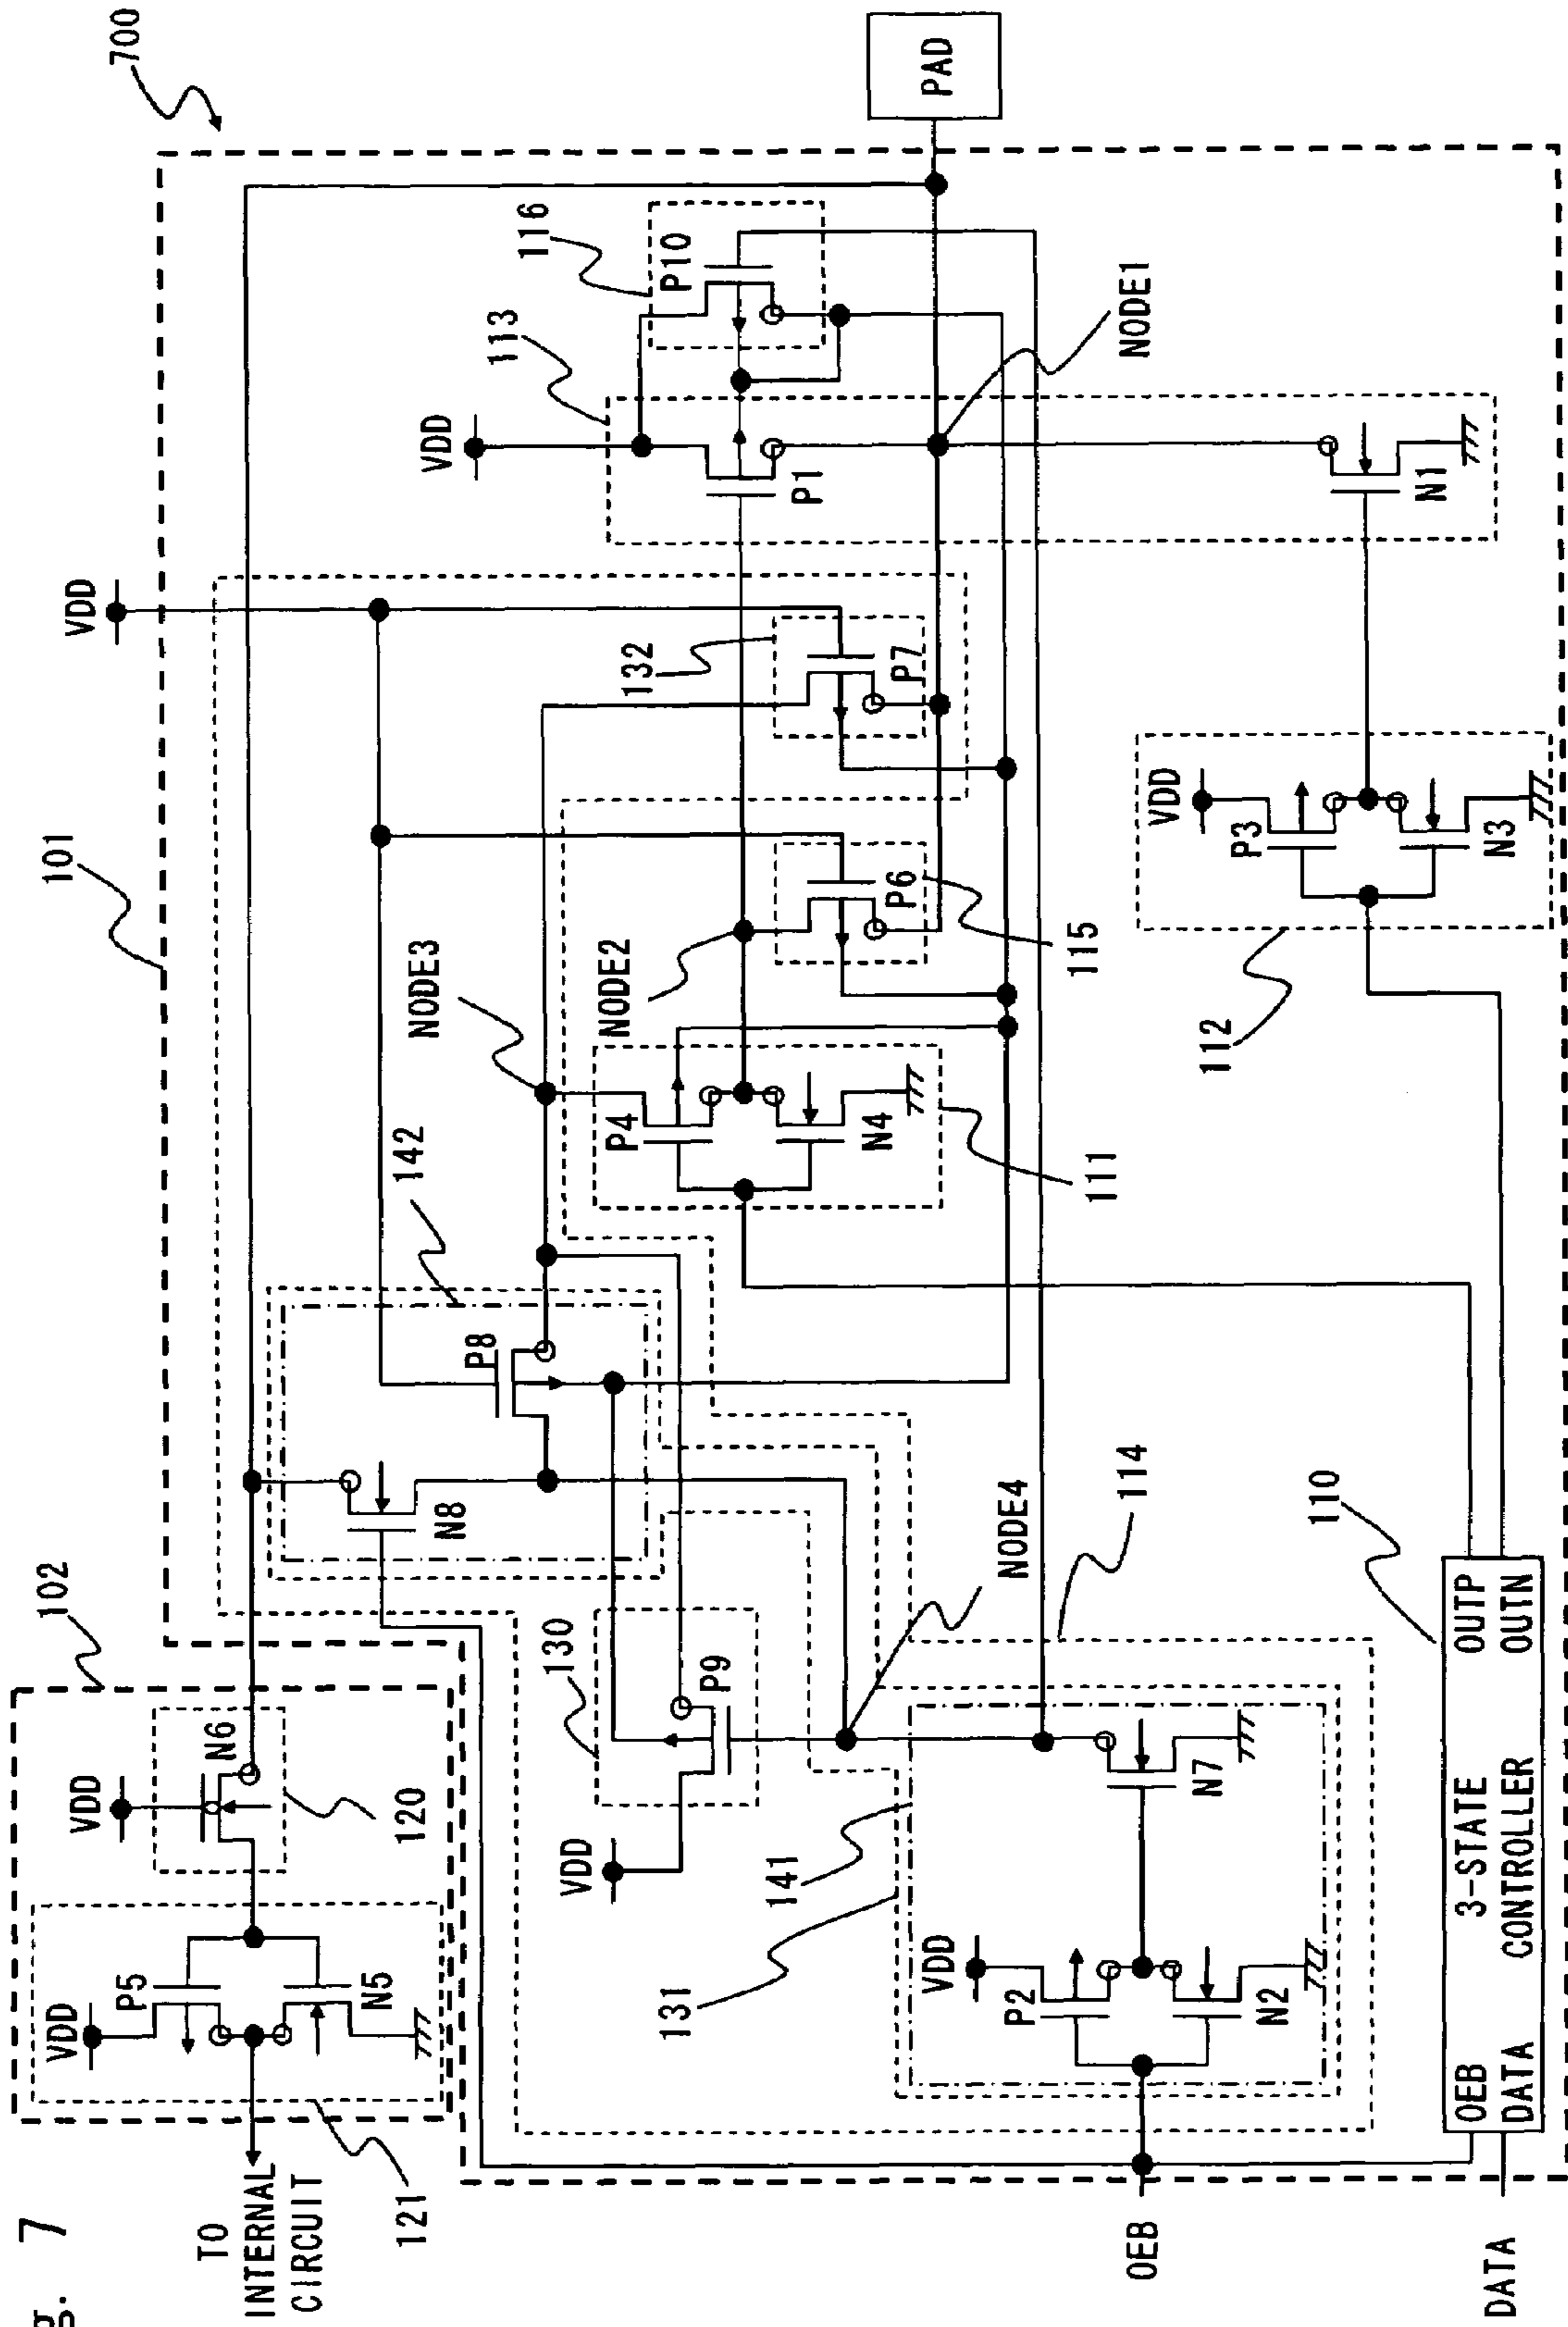 g. 7
700
101
102
VDD
VDD
VDD
P5
N5
N6
120
121
TO
INTERNAL
CIRCUIT
N8
P8
142
NODE3
NODE2
132
P7
P6
115
113
VDD
116
P10
P1
PAD
NODE1
N1
P4
N4
111
VDD
P3
N3
112
130
P9
VDD
NODE4
114
131
141
VDD
P2
N2
N7
110
OEB
DATA
3-STATE
CONTROLLER
OUTP
OUTN
OEB
DATA